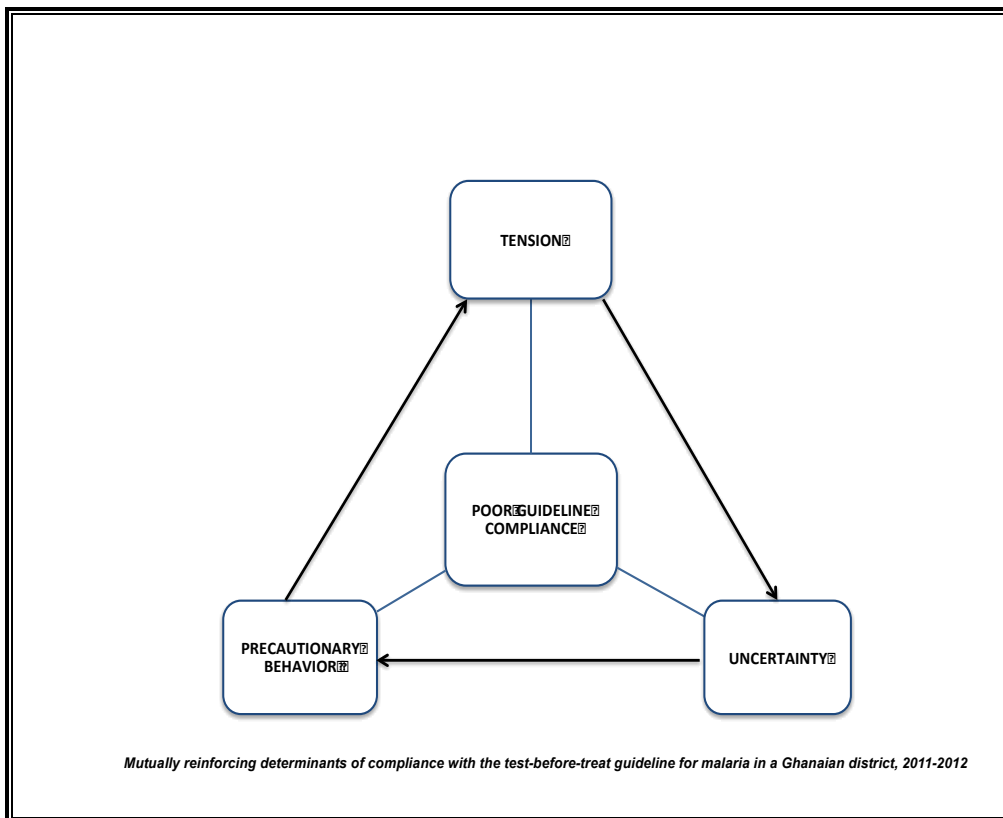 TENSION
POOR GUIDELINE
COMPLIANCE
PRECAUTIONARY
BEHAVIOR
UNCERTAINTY
Mutually reinforcing determinants of compliance with the test-before-treat guideline for malaria in a Ghanaian district, 2011-2012